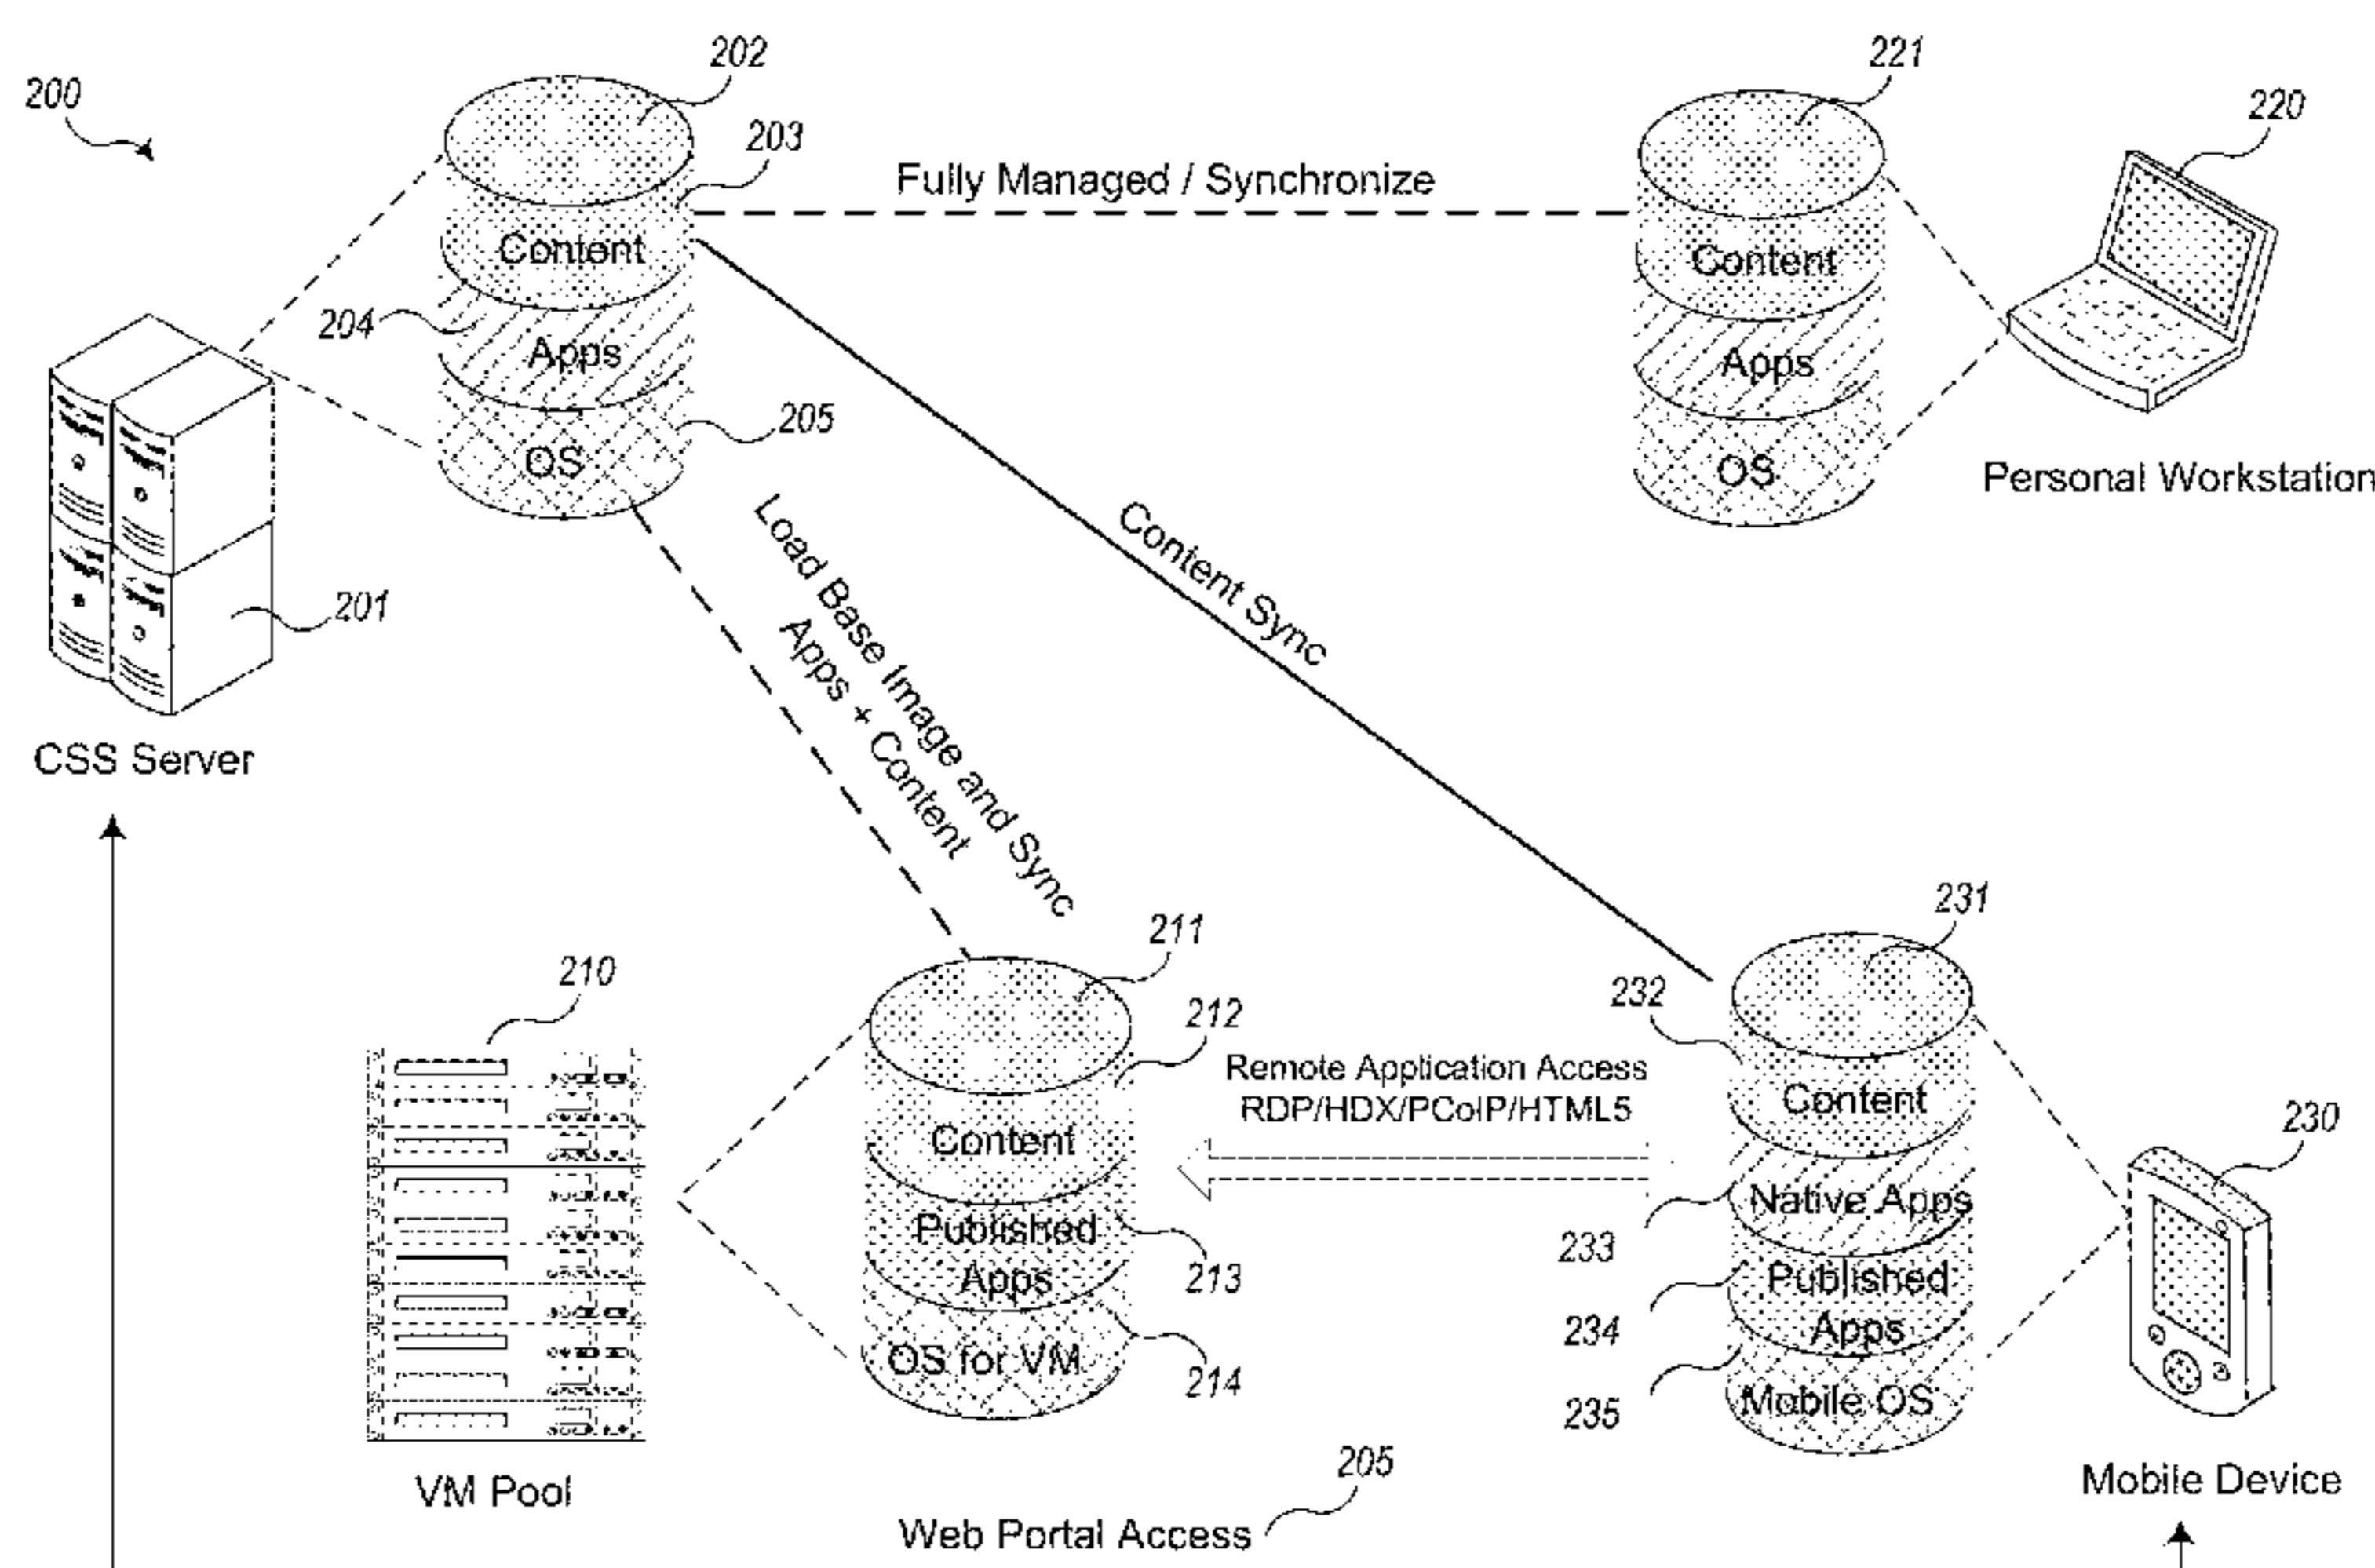 200
202
203
Content
204
Apps
205
OS
201
CSS Server
Fully Managed / Synchronize
221
220
Content
Apps
OS
Personal Workstation
Load Base Image and Sync
Apps + Content
Content Sync
210
VM Pool
211
212
Content
Published
Apps
213
OS for VM
214
Remote Application Access
RDP/HDX/PCoIP/HTML5
231
232
Content
Native Apps
233
Published
Apps
234
Mobile OS
235
230
Mobile Device
Web Portal Access
205